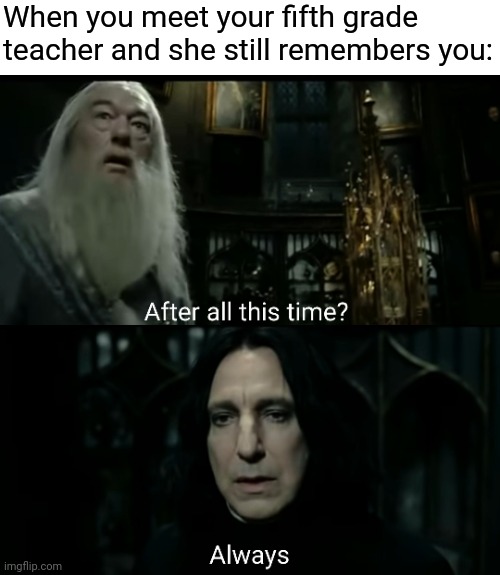 When you meet your fifth grade
teacher and she still remembers you:
After all this time?
Always
imgflip.com